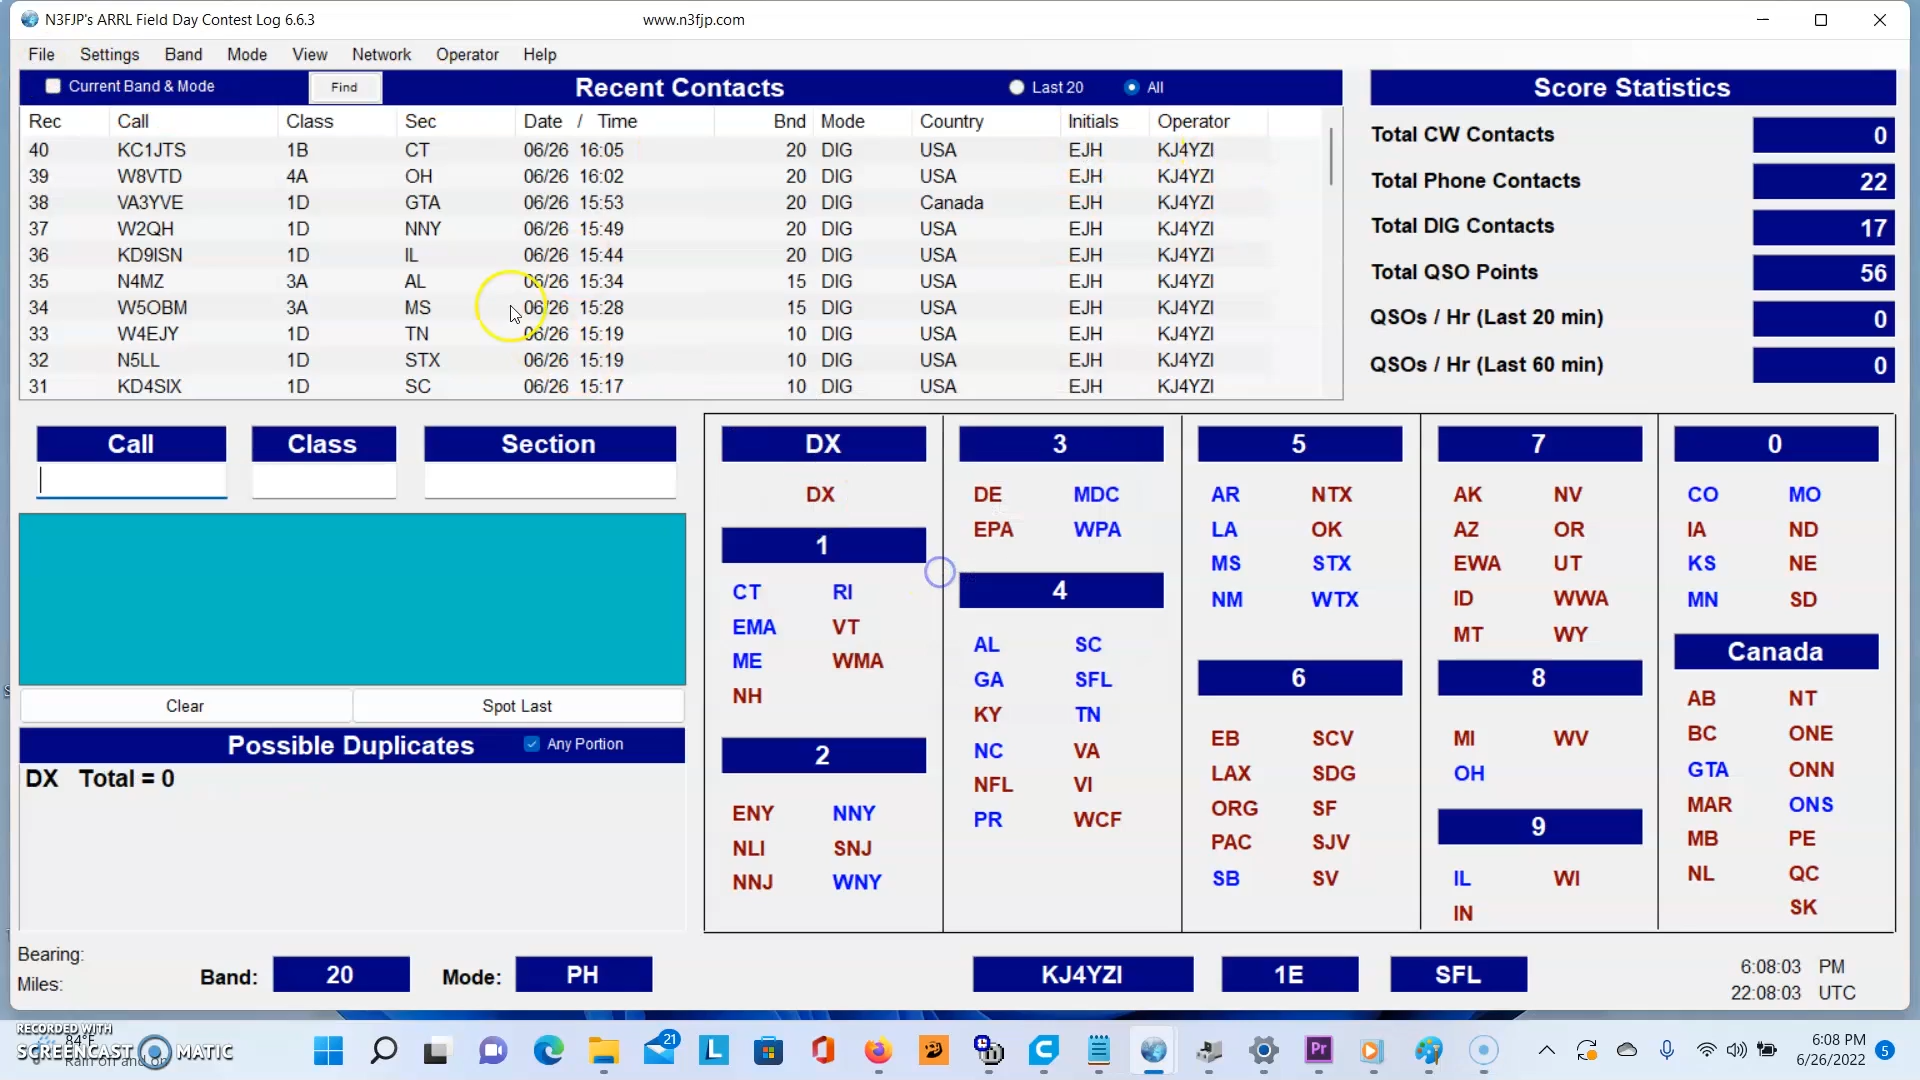 N3FJP's ARRL Field Day Contest Log 6.6.3 www.n3fjp.com
File Settings Band Mode View Network Operator Help
Current Band & Mode Find Recent Contacts Last 20 All
Rec Call Class Sec Date / Time Bnd Mode Country Initials Operator
40 KC1JTS 1B CT 06/26 16:05 20 DIG USA EJH KJ4YZI
39 W8VTD 4A OH 06/26 16:02 20 DIG USA EJH KJ4YZI
38 VA3YVE 1D GTA 06/26 15:53 20 DIG Canada EJH KJ4YZI
37 W2QH 1D NNY 06/26 15:49 20 DIG USA EJH KJ4YZI
36 KD9ISN 1D IL 06/26 15:44 20 DIG USA EJH KJ4YZI
35 N4MZ 3A AL 06/26 15:34 15 DIG USA EJH KJ4YZI
34 W5OBM 3A MS 06/26 15:28 15 DIG USA EJH KJ4YZI
33 W4EJY 1D TN 06/26 15:19 10 DIG USA EJH KJ4YZI
32 N5LL 1D STX 06/26 15:19 10 DIG USA EJH KJ4YZI
31 KD4SIX 1D SC 06/26 15:17 10 DIG USA EJH KJ4YZI
Score Statistics
Total CW Contacts 0
Total Phone Contacts 22
Total DIG Contacts 17
Total QSO Points 56
QSOs / Hr (Last 20 min) 0
QSOs / Hr (Last 60 min) 0
Call Class Section
Clear Spot Last
Possible Duplicates Any Portion
DX Total = 0
DX
DX
1
CT RI
EMA VT
ME WMA
NH
2
ENY NNY
NLI SNJ
NNJ WNY
3
DE MDC
EPA WPA
4
AL SC
GA SFL
KY TN
NC VA
NFL VI
PR WCF
5
AR NTX
LA OK
MS STX
NM WTX
6
EB SCV
LAX SDG
ORG SF
PAC SJV
SB SV
7
AK NV
AZ OR
EWA UT
ID WWA
MT WY
8
MI WV
OH
9
IL WI
IN
0
CO MO
IA ND
KS NE
MN SD
Canada
AB NT
BC ONE
GTA ONN
MAR ONS
MB PE
NL QC
SK
Bearing:
Miles:
Band: 20 Mode: PH KJ4YZI 1E SFL
6:08:03 PM
22:08:03 UTC
RECORDED WITH
SCREENCAST MATIC
84°F
Rain off and on
21
L
Pr
6:08 PM
6/26/2022
5